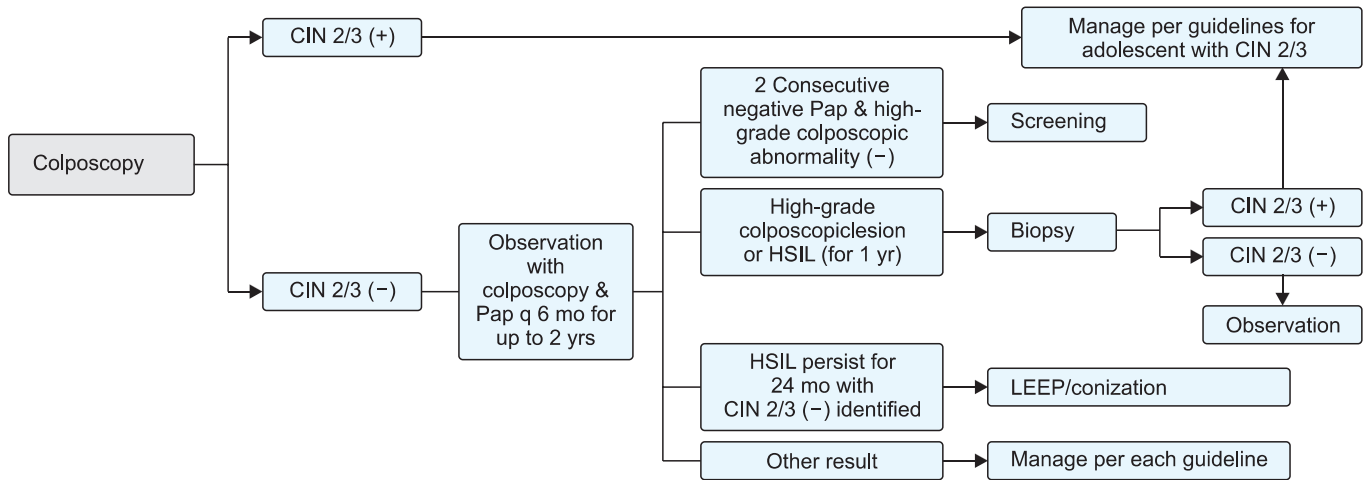 Colposcopy
CIN 2/3 (+)
Manage per guidelines for
adolescent with CIN 2/3
CIN 2/3 (−)
Observation
with
colposcopy &
Pap q 6 mo for
up to 2 yrs
2 Consecutive
negative Pap & high-
grade colposcopic
abnormality (−)
Screening
High-grade
colposcopiclesion
or HSIL (for 1 yr)
Biopsy
CIN 2/3 (+)
CIN 2/3 (−)
Observation
HSIL persist for
24 mo with
CIN 2/3 (−) identified
LEEP/conization
Other result
Manage per each guideline